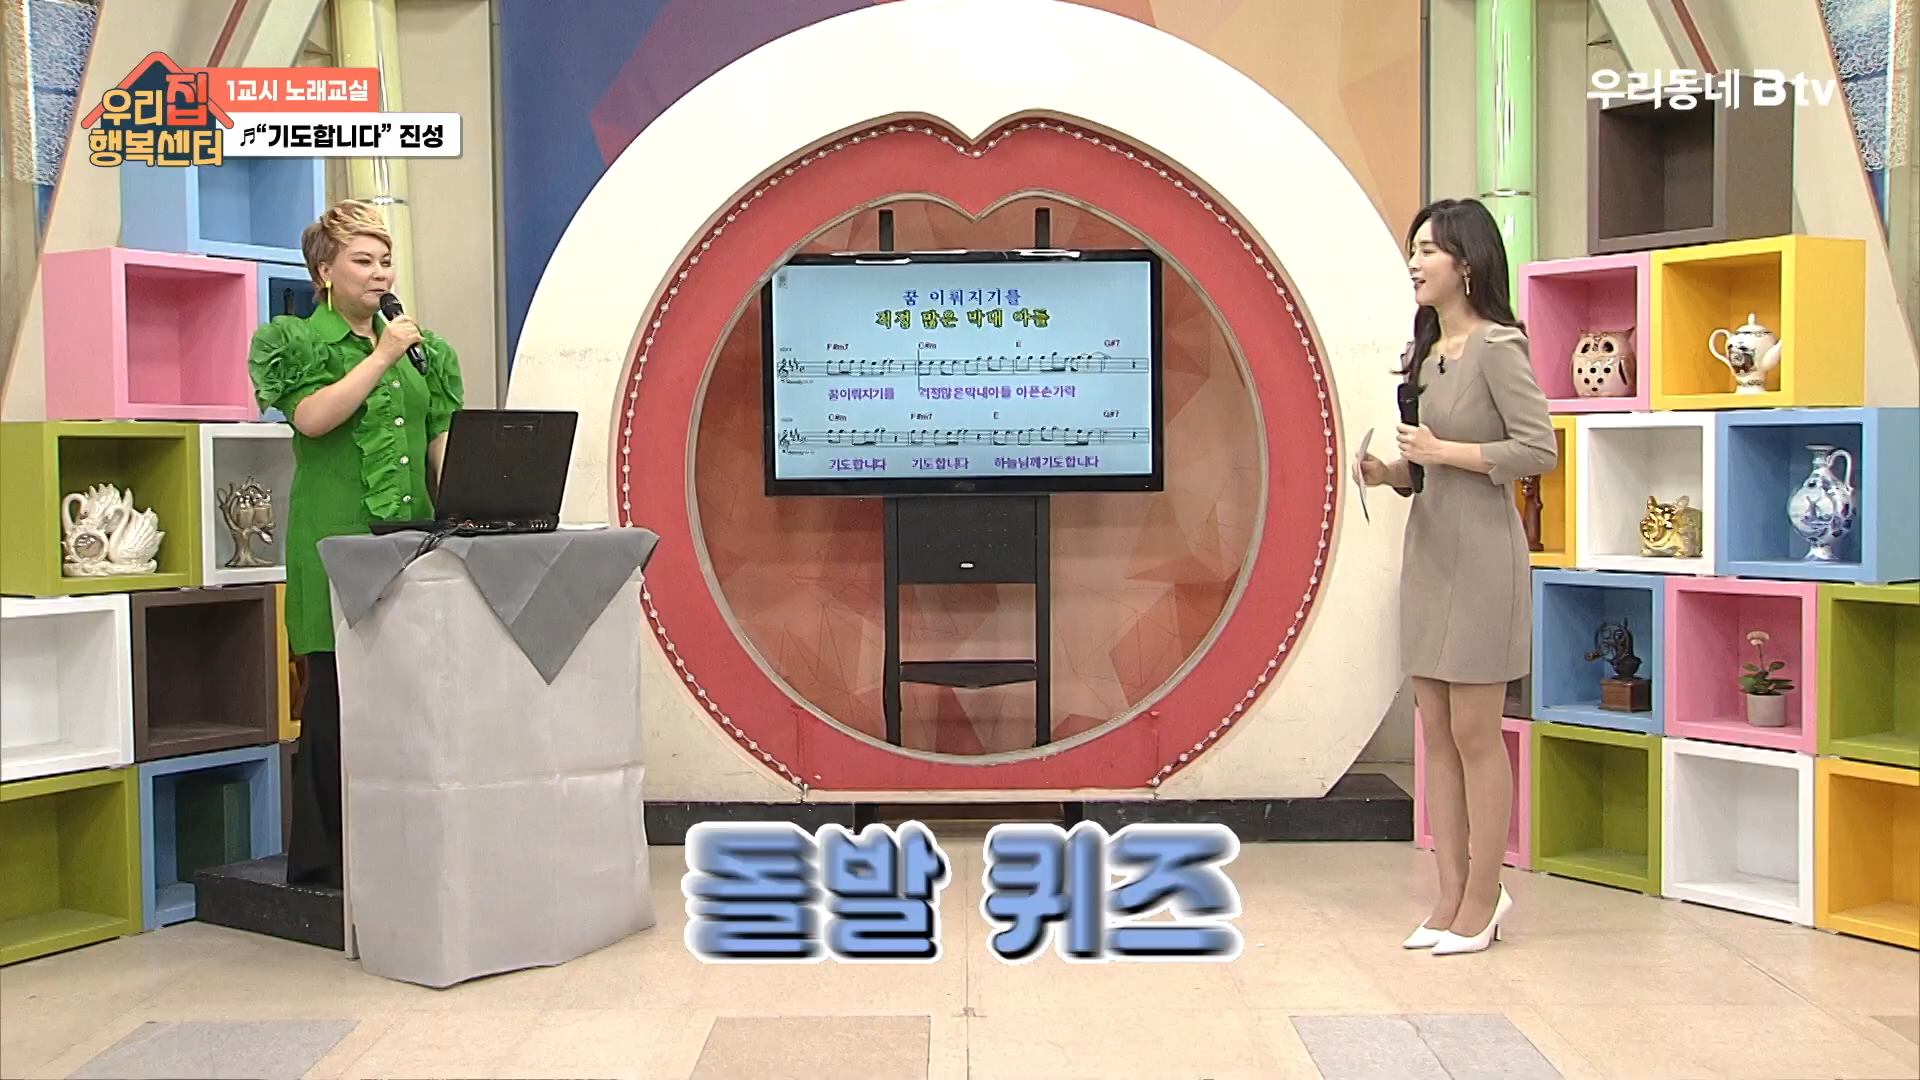 우리집
행복센터
1교시 노래교실
♬“기도합니다” 진성
우리동네 B tv
꿈 이뤄지기를
걱정 많은 막내 아들
F#m7 C#m E G#7
꿈이뤄지기를 걱정많은막내아들 아픈손가락
C#m F#m7 E G#7
기도합니다 기도합니다 하늘님께기도합니다
돌발 퀴즈